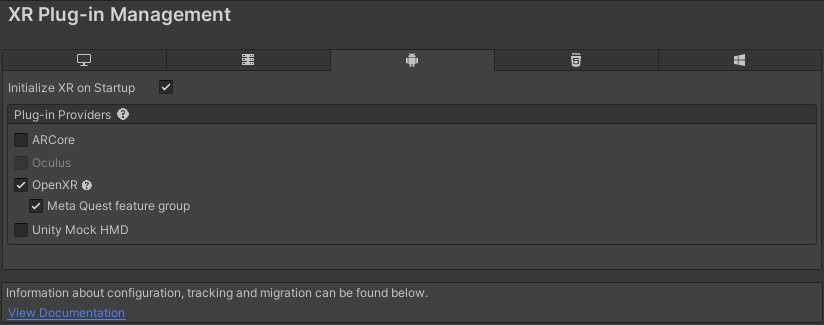 XR Plug-in Management
Initialize XR on Startup
Plug-in Providers
ARCore
Oculus
OpenXR
Meta Quest feature group
Unity Mock HMD
Information about configuration, tracking and migration can be found below.
View Documentation